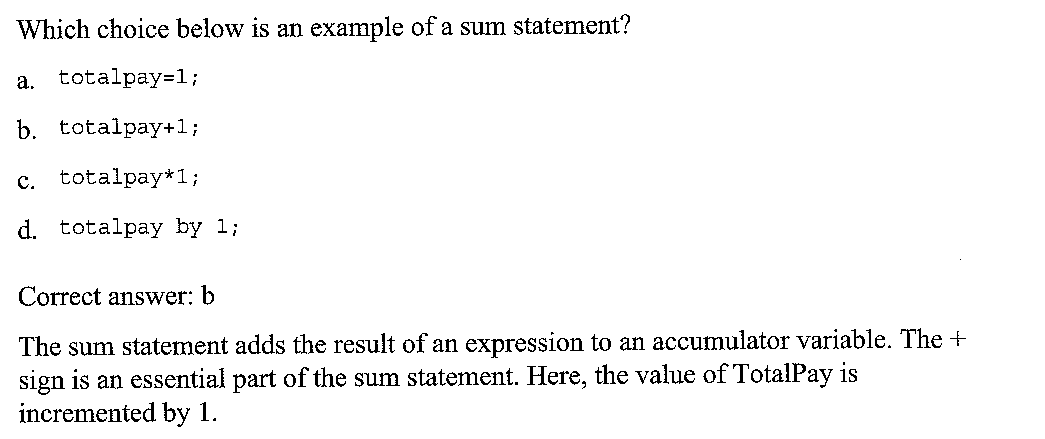 Which choice below is an example of a sum statement?
a. totalpay=1;
b. totalpay+1;
c. totalpay*1;
d. totalpay by 1;
Correct answer: b
The sum statement adds the result of an expression to an accumulator variable. The +
sign is an essential part of the sum statement. Here, the value of TotalPay is
incremented by 1.